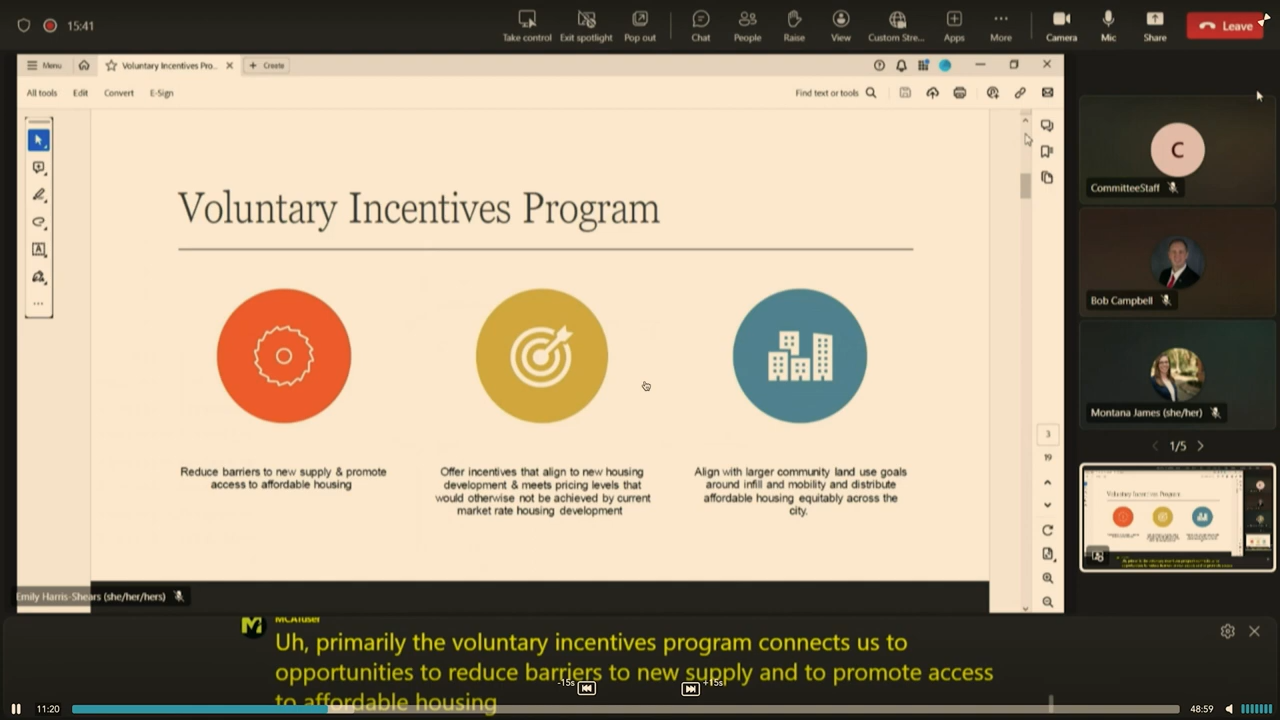 15:41
Take control
Exit spotlight
Pop out
Chat
People
Raise
View
Custom Stre...
Apps
More
Camera
Mic
Share
Leave
Menu
Voluntary Incentives Pro...
Create
All tools
Edit
Convert
E-Sign
Find text or tools
Voluntary Incentives Program
Reduce barriers to new supply & promote
access to affordable housing
Offer incentives that align to new housing
development & meets pricing levels that
would otherwise not be achieved by current
market rate housing development
Align with larger community land use goals
around infill and mobility and distribute
affordable housing equitably across the
city.
3
19
C
CommitteeStaff
Bob Campbell
Montana James (she/her)
1/5
Voluntary Incentives Program
Emily Harris-Shears (she/her/hers)
MCATuser
Uh, primarily the voluntary incentives program connects us to
opportunities to reduce barriers to new supply and to promote access
to affordable housing
-15s
+15s
11:20
48:59